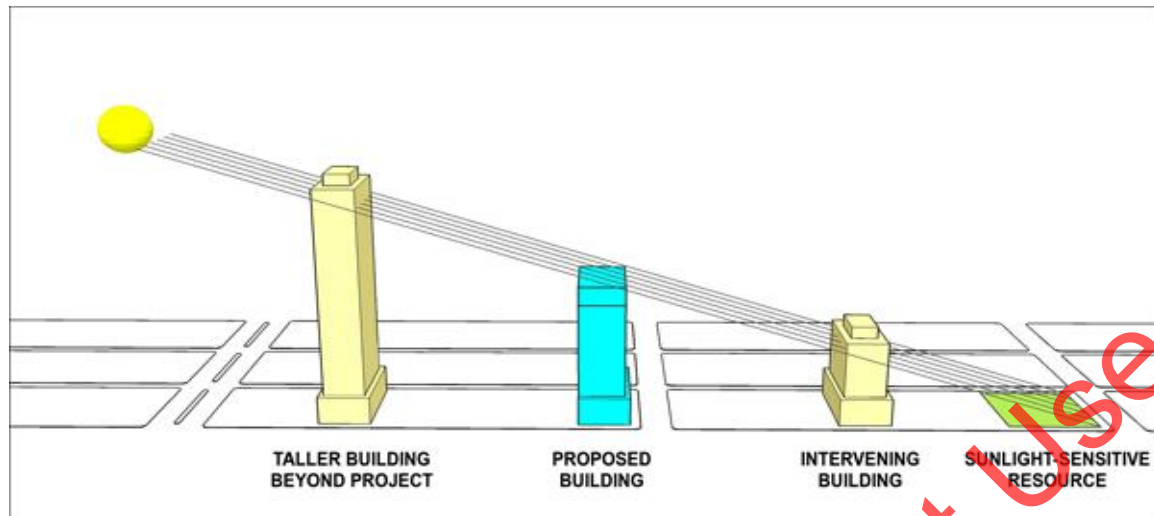 TALLER BUILDING
BEYOND PROJECT
PROPOSED
BUILDING
INTERVENING
BUILDING
SUNLIGHT-SENSITIVE
RESOURCE
Use